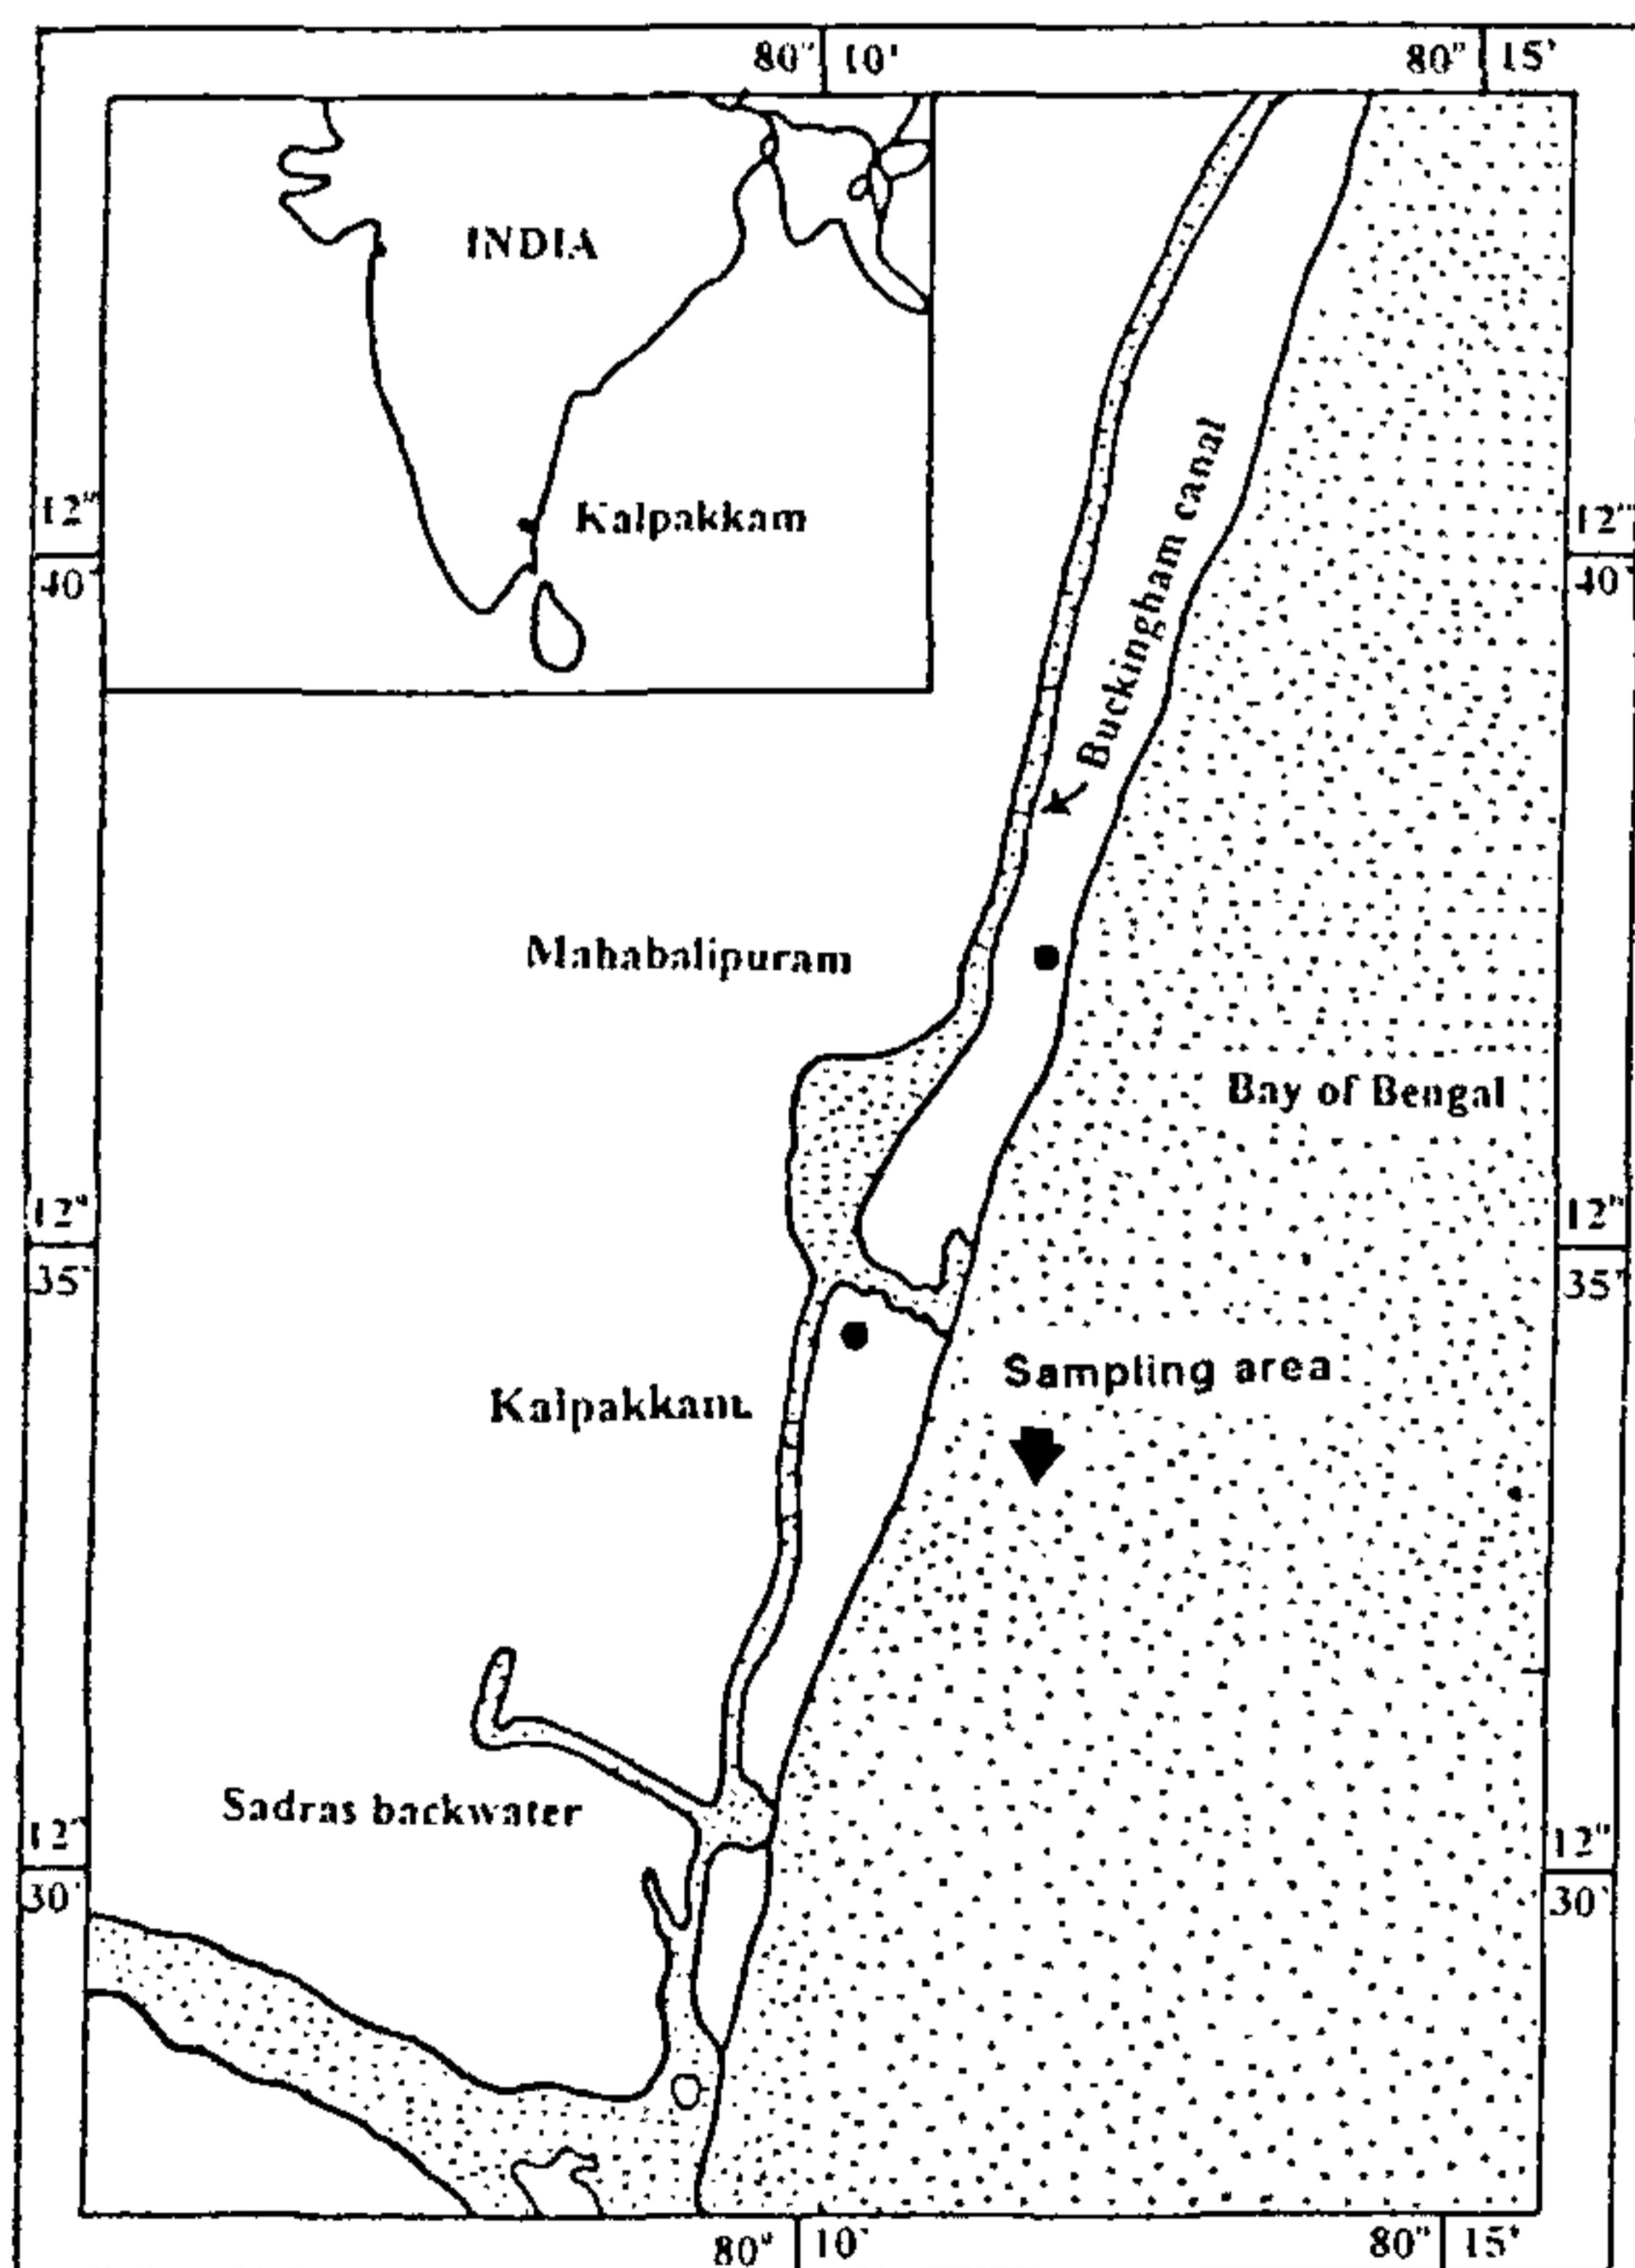 80° 10' 80° 15'
INDIA
Kalpakkam
12° 12°
40' 40'
Buckingham canal
Mahabalipuram
Bay of Bengal
12° 12°
35' 35'
Sampling area
Kalpakkam
Sadras backwater
12° 12°
30' 30'
80° 10' 80° 15'